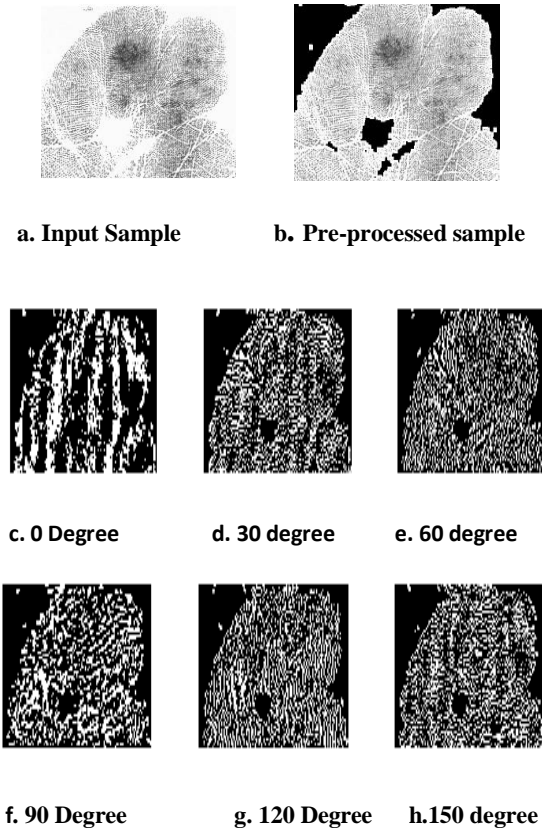 a. Input Sample b. Pre-processed sample
c. 0 Degree d. 30 degree e. 60 degree
f. 90 Degree g. 120 Degree h.150 degree